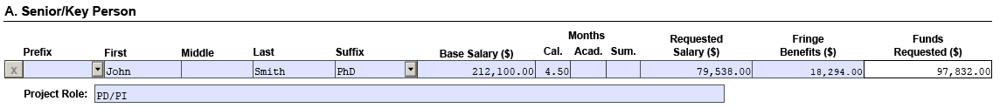 A. Senior/Key Person
Months
Requested Fringe Funds
Prefix First Middle Last Suffix Base Salary ($) Cal. Acad. Sum. Salary ($) Benefits ($) Requested ($)
X John Smith PhD 212,100.00 4.50 79,538.00 18,294.00 97,832.00
Project Role: PD/PI